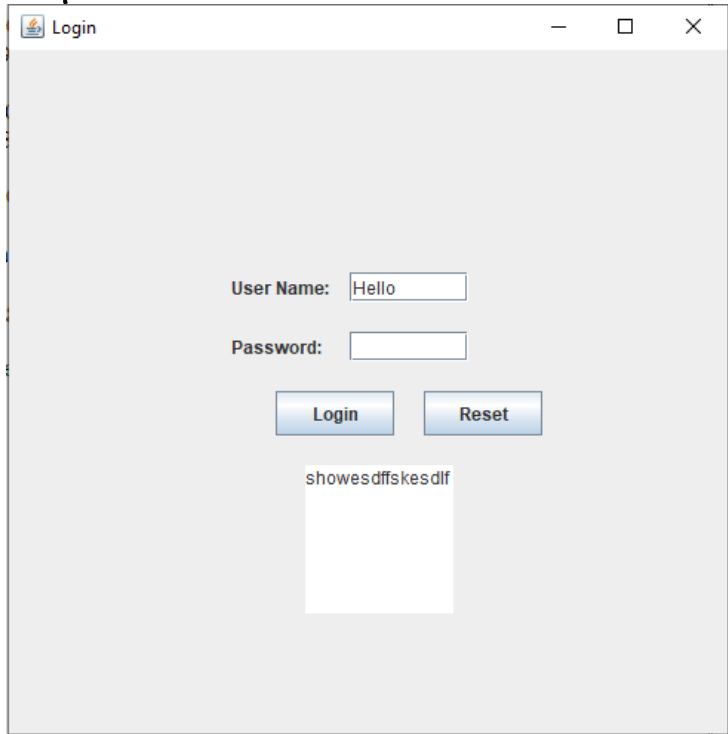 Login
User Name: Hello
Password:
Login Reset
showesdffskesdlf